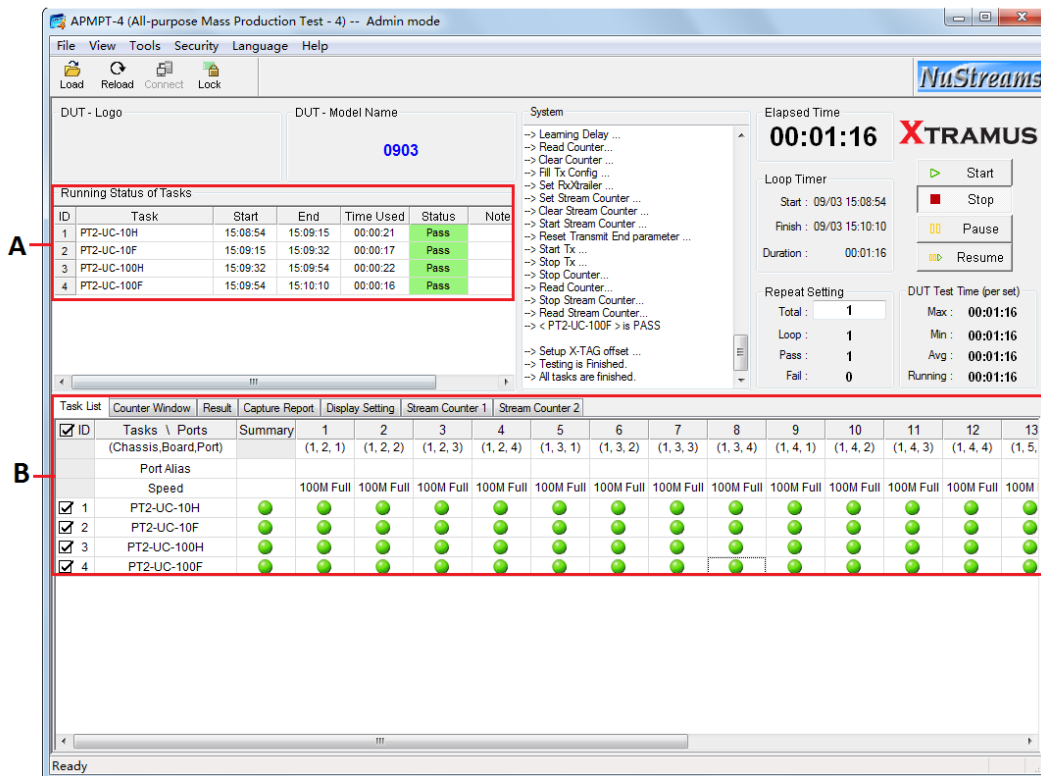 APMPT-4 (All-purpose Mass Production Test - 4) -- Admin mode
File View Tools Security Language Help
Load Reload Connect Lock
NuStreams
DUT - Logo
DUT - Model Name
0903
System
--> Learning Delay ...
--> Read Counter...
--> Clear Counter ...
--> Fill Tx Config ...
--> Set RxXtrailer ...
--> Set Stream Counter ...
--> Clear Stream Counter ...
--> Start Stream Counter ...
--> Reset Transmit End parameter ...
--> Start Tx ...
--> Stop Tx ...
--> Stop Counter...
--> Read Counter...
--> Stop Stream Counter...
--> Read Stream Counter...
--> < PT2-UC-100F > is PASS
--> Setup X-TAG offset ...
--> Testing is Finished.
--> All tasks are finished.
Elapsed Time
00:01:16
XTRAMUS
Loop Timer
Start : 09/03 15:08:54
Finish : 09/03 15:10:10
Duration : 00:01:16
Start
Stop
Pause
Resume
Repeat Setting
Total : 1
Loop : 1
Pass : 1
Fail : 0
DUT Test Time (per set)
Max : 00:01:16
Min : 00:01:16
Avg : 00:01:16
Running : 00:01:16
A
Running Status of Tasks
ID Task Start End Time Used Status Note
1 PT2-UC-10H 15:08:54 15:09:15 00:00:21 Pass
2 PT2-UC-10F 15:09:15 15:09:32 00:00:17 Pass
3 PT2-UC-100H 15:09:32 15:09:54 00:00:22 Pass
4 PT2-UC-100F 15:09:54 15:10:10 00:00:16 Pass
B
Task List Counter Window Result Capture Report Display Setting Stream Counter 1 Stream Counter 2
ID Tasks \ Ports Summary 1 2 3 4 5 6 7 8 9 10 11 12 13
(Chassis,Board,Port) (1, 2, 1) (1, 2, 2) (1, 2, 3) (1, 2, 4) (1, 3, 1) (1, 3, 2) (1, 3, 3) (1, 3, 4) (1, 4, 1) (1, 4, 2) (1, 4, 3) (1, 4, 4) (1, 5,
Port Alias
Speed 100M Full 100M Full 100M Full 100M Full 100M Full 100M Full 100M Full 100M Full 100M Full 100M Full 100M Full 100M Full 100M
1 PT2-UC-10H
2 PT2-UC-10F
3 PT2-UC-100H
4 PT2-UC-100F
Ready